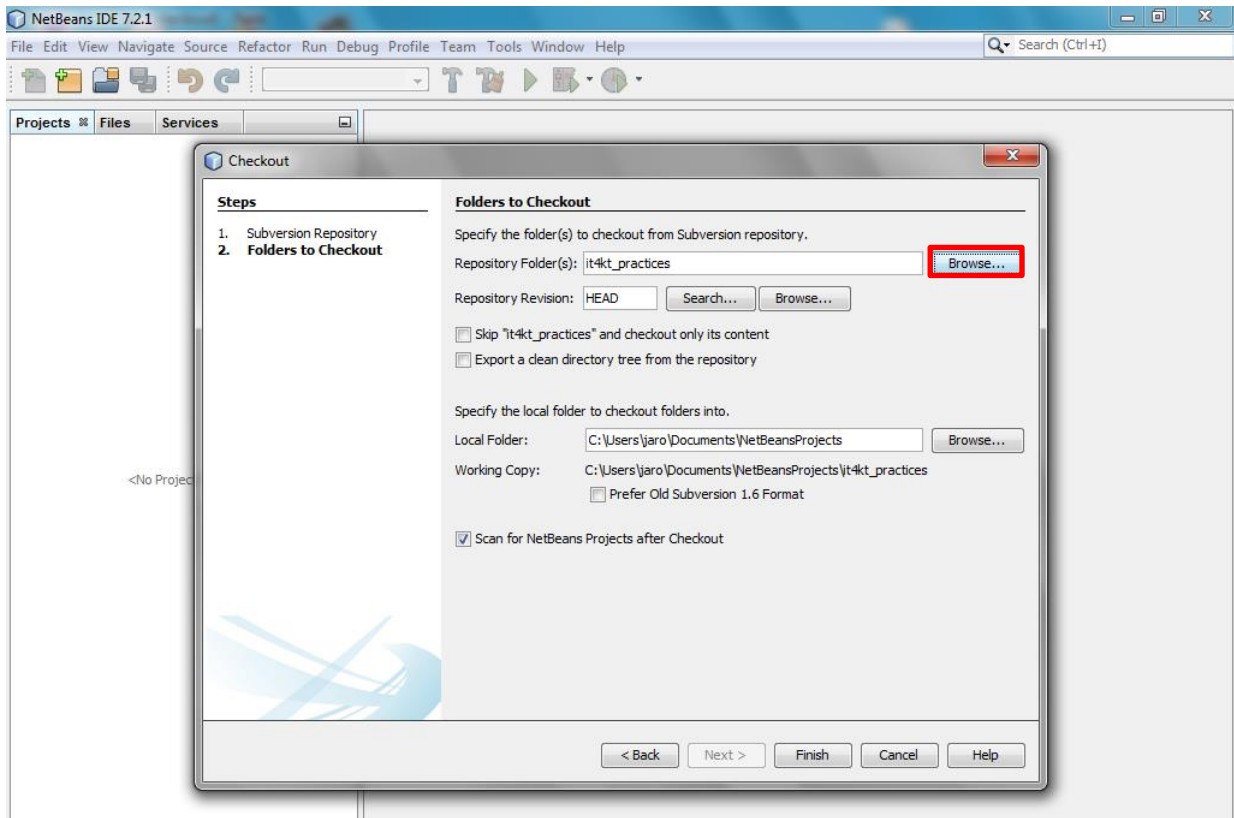 NetBeans IDE 7.2.1
File Edit View Navigate Source Refactor Run Debug Profile Team Tools Window Help
Search (Ctrl+I)
Projects Files Services
Checkout
Steps
1. Subversion Repository
2. Folders to Checkout
Folders to Checkout
Specify the folder(s) to checkout from Subversion repository.
Repository Folder(s): it4kt_practices Browse...
Repository Revision: HEAD Search... Browse...
Skip "it4kt_practices" and checkout only its content
Export a clean directory tree from the repository
Specify the local folder to checkout folders into.
Local Folder: C:\Users\jaro\Documents\NetBeansProjects Browse...
Working Copy: C:\Users\jaro\Documents\NetBeansProjects\it4kt_practices
<No Projec
Prefer Old Subversion 1.6 Format
Scan for NetBeans Projects after Checkout
< Back Next > Finish Cancel Help